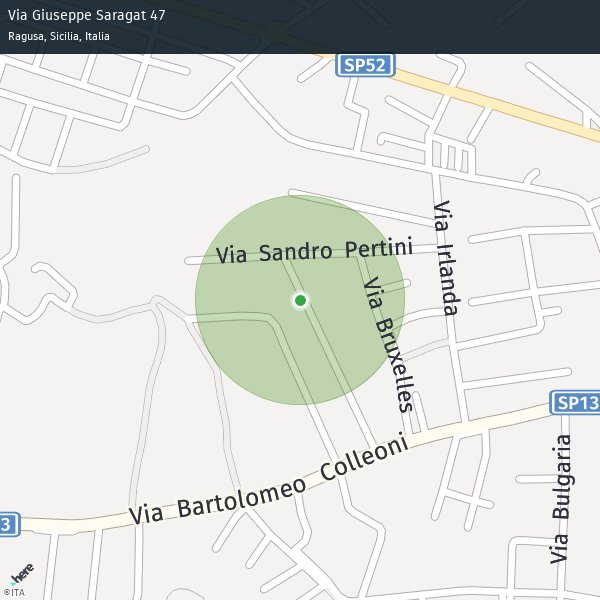 Via Giuseppe Saragat 47
Ragusa, Sicilia, Italia
SP52
Via Irlanda
Via Sandro Pertini
Via Bruxelles
SP13
Via Bartolomeo Colleoni
Via Bulgaria
3
here
©ITA